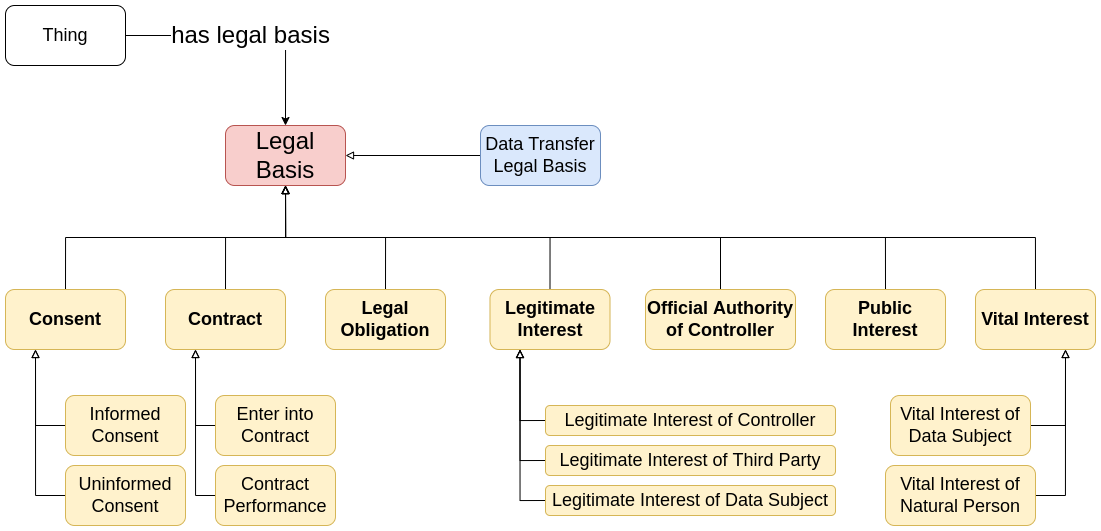 Thing
has legal basis
Legal
Basis
Data Transfer
Legal Basis
Consent
Contract
Legal
Obligation
Legitimate
Interest
Official Authority
of Controller
Public
Interest
Vital Interest
Informed
Consent
Uninformed
Consent
Enter into
Contract
Contract
Performance
Legitimate Interest of Controller
Legitimate Interest of Third Party
Legitimate Interest of Data Subject
Vital Interest of
Data Subject
Vital Interest of
Natural Person